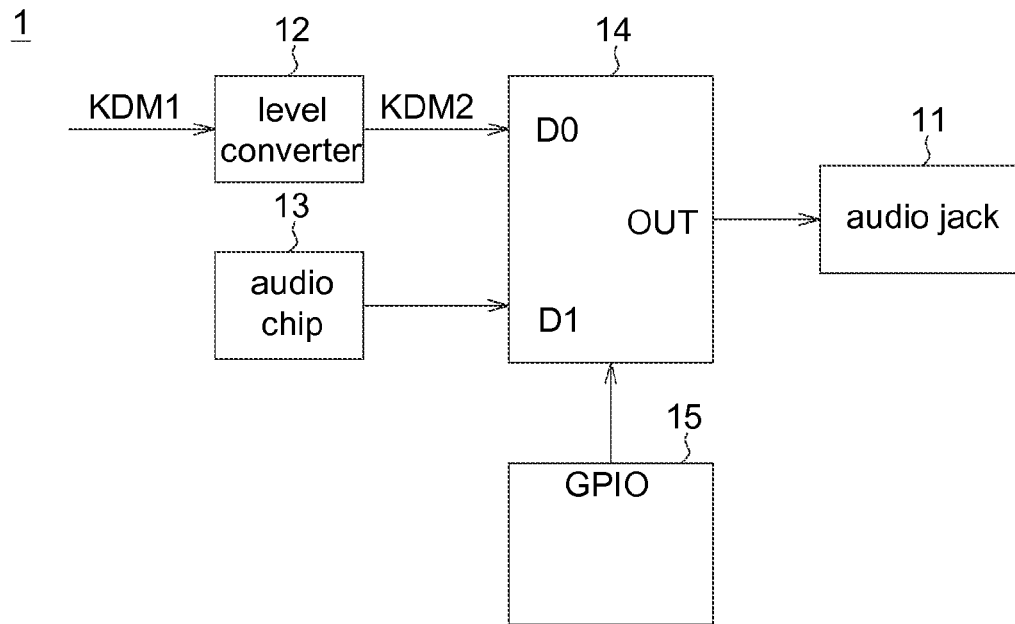 1
12
14
KDM1
level
converter
KDM2
D0
11
13
OUT
audio jack
audio
chip
D1
15
GPIO